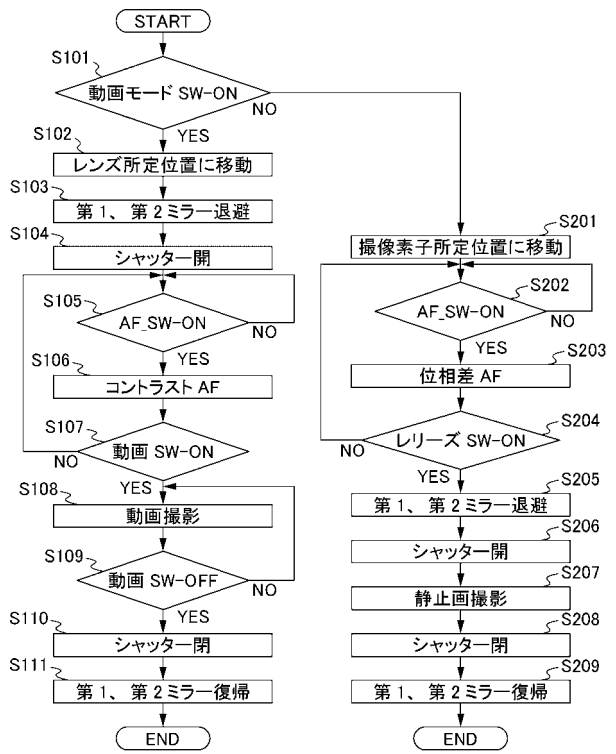 START
S101
動画モード SW-ON
NO
YES
S102
レンズ所定位置に移動
S103
第1、第2ミラー退避
S104
シャッター開
S105
AF_SW-ON
NO
YES
S106
コントラスト AF
S107
動画 SW-ON
NO
YES
S108
動画撮影
S109
動画 SW-OFF
NO
YES
S110
シャッター閉
S111
第1、第2ミラー復帰
END
S201
撮像素子所定位置に移動
S202
AF_SW-ON
NO
YES
S203
位相差 AF
S204
レリーズ SW-ON
NO
YES
S205
第1、第2ミラー退避
S206
シャッター開
S207
静止画撮影
S208
シャッター閉
S209
第1、第2ミラー復帰
END